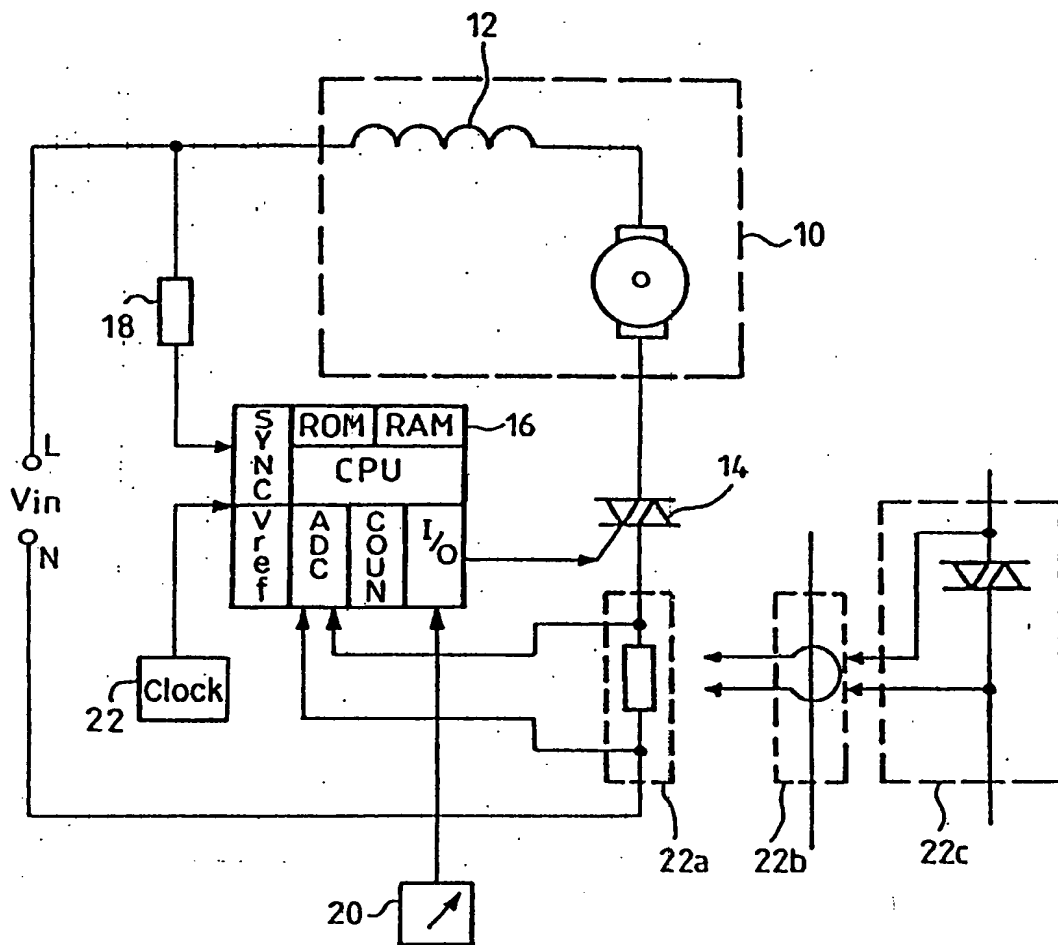 12
10
18
L
Vin
N
SYNC
ROM
RAM
16
CPU
Vref
ADC
COUN
I/O
14
22
Clock
20
22a
22b
22c